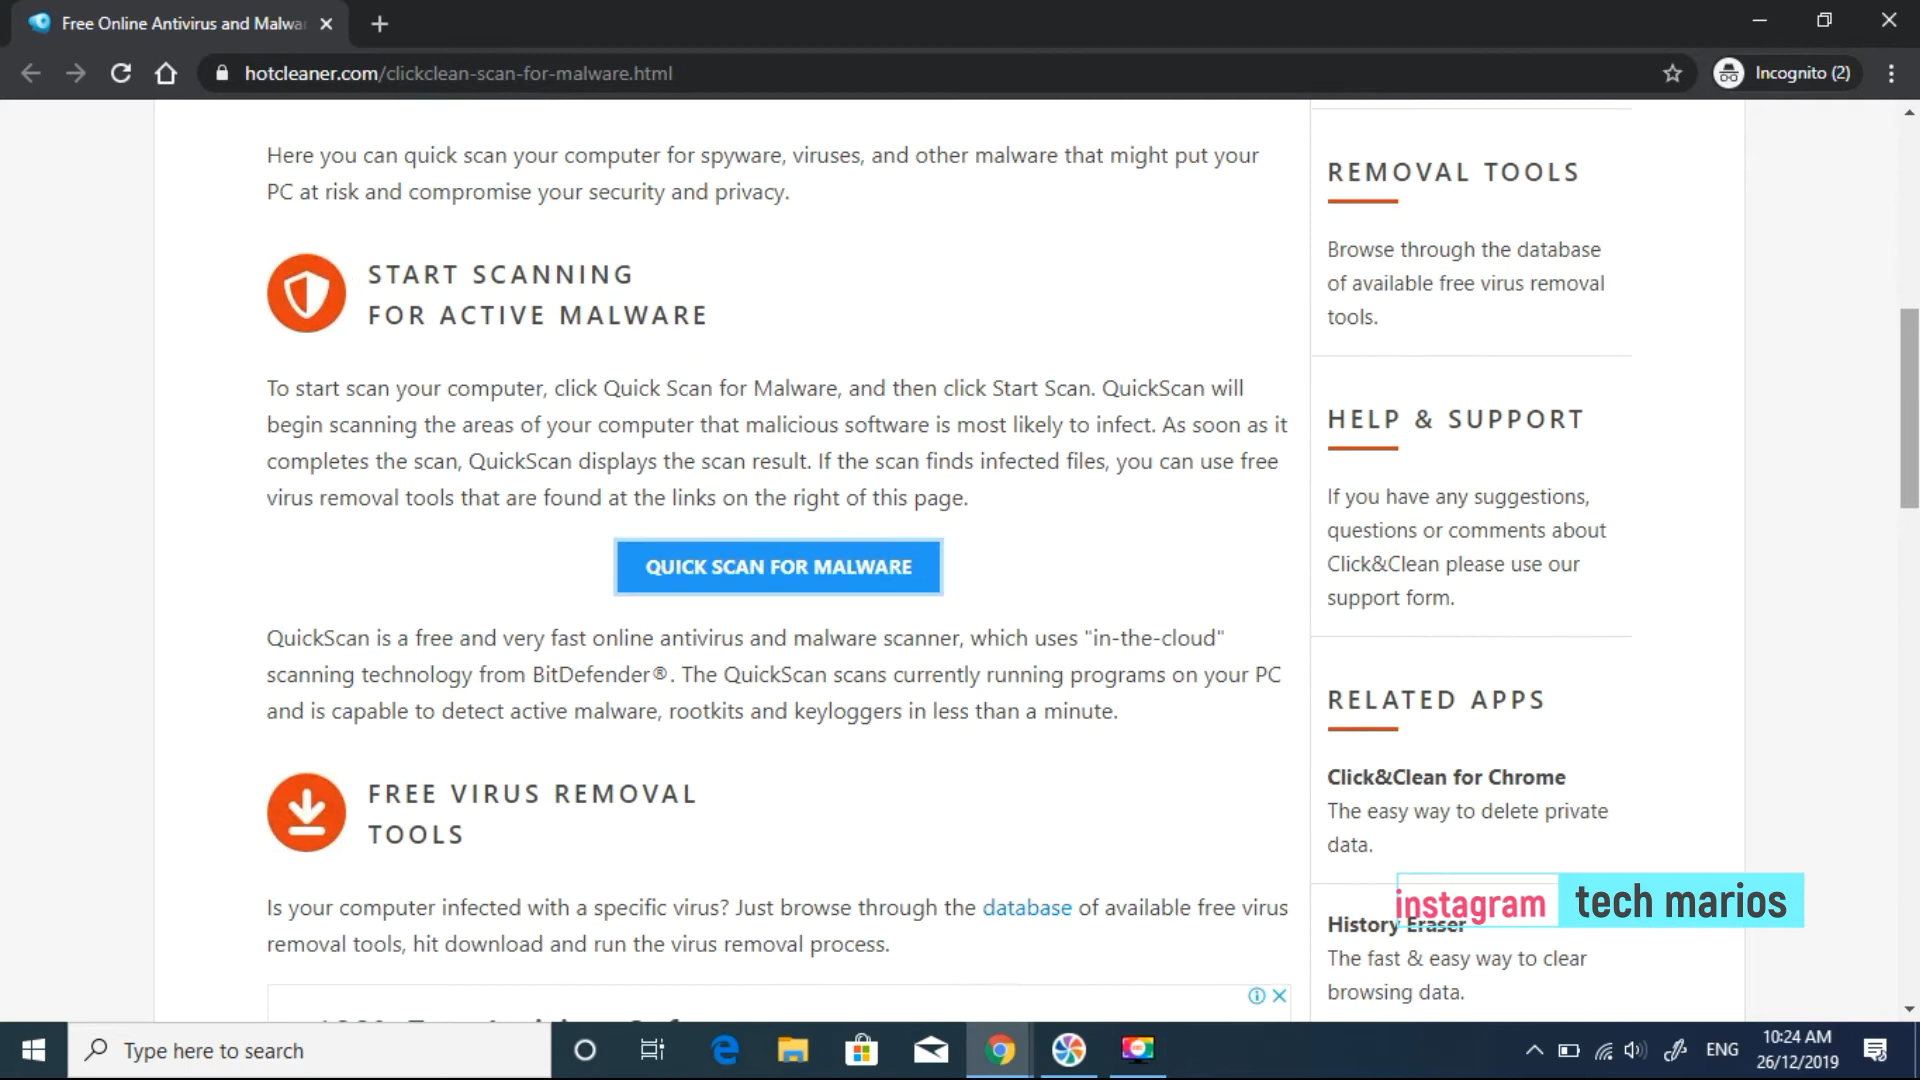 Free Online Antivirus and Malwar
hotcleaner.com/clickclean-scan-for-malware.html
Incognito (2)
Here you can quick scan your computer for spyware, viruses, and other malware that might put your
PC at risk and compromise your security and privacy.
START SCANNING
FOR ACTIVE MALWARE
To start scan your computer, click Quick Scan for Malware, and then click Start Scan. QuickScan will
begin scanning the areas of your computer that malicious software is most likely to infect. As soon as it
completes the scan, QuickScan displays the scan result. If the scan finds infected files, you can use free
virus removal tools that are found at the links on the right of this page.
QUICK SCAN FOR MALWARE
QuickScan is a free and very fast online antivirus and malware scanner, which uses "in-the-cloud"
scanning technology from BitDefender®. The QuickScan scans currently running programs on your PC
and is capable to detect active malware, rootkits and keyloggers in less than a minute.
FREE VIRUS REMOVAL
TOOLS
Is your computer infected with a specific virus? Just browse through the database of available free virus
removal tools, hit download and run the virus removal process.
REMOVAL TOOLS
Browse through the database
of available free virus removal
tools.
HELP & SUPPORT
If you have any suggestions,
questions or comments about
Click&Clean please use our
support form.
RELATED APPS
Click&Clean for Chrome
The easy way to delete private
data.
instagram tech marios
History Eraser
The fast & easy way to clear
browsing data.
Type here to search
ENG
10:24 AM
26/12/2019